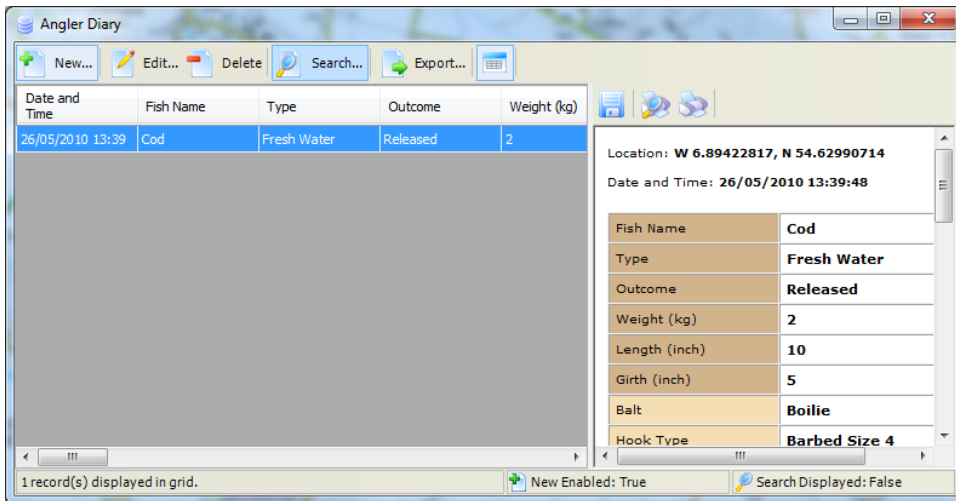 Angler Diary
New... Edit... Delete Search... Export...
Date and Time Fish Name Type Outcome Weight (kg)
26/05/2010 13:39 Cod Fresh Water Released 2
Location: W 6.89422817, N 54.62990714
Date and Time: 26/05/2010 13:39:48
Fish Name Cod
Type Fresh Water
Outcome Released
Weight (kg) 2
Length (inch) 10
Girth (inch) 5
Balt Boilie
Hook Type Barbed Size 4
1 record(s) displayed in grid. New Enabled: True Search Displayed: False